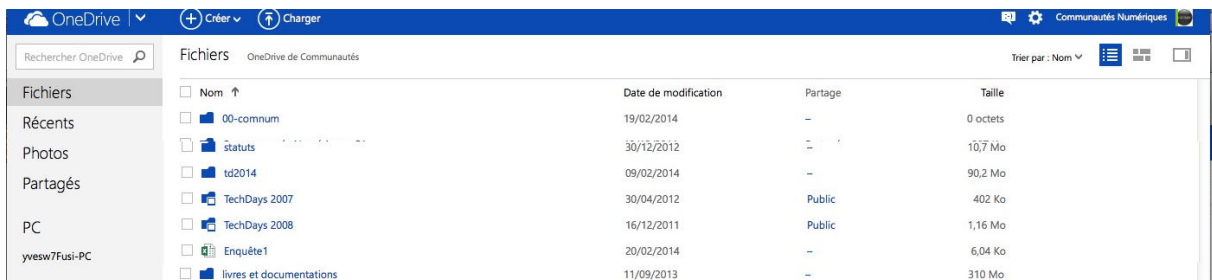 OneDrive Créer Charger Communautés Numériques
Rechercher OneDrive Fichiers OneDrive de Communautés Trier par : Nom
Fichiers Nom Date de modification Partage Taille
00-comnum 19/02/2014 – 0 octets
Récents
statuts 30/12/2012 – 10,7 Mo
Photos
td2014 09/02/2014 – 90,2 Mo
Partagés
TechDays 2007 30/04/2012 Public 402 Ko
PC TechDays 2008 16/12/2011 Public 1,16 Mo
yvesw7Fusi-PC Enquête1 20/02/2014 – 6,04 Ko
livres et documentations 11/09/2013 – 310 Mo